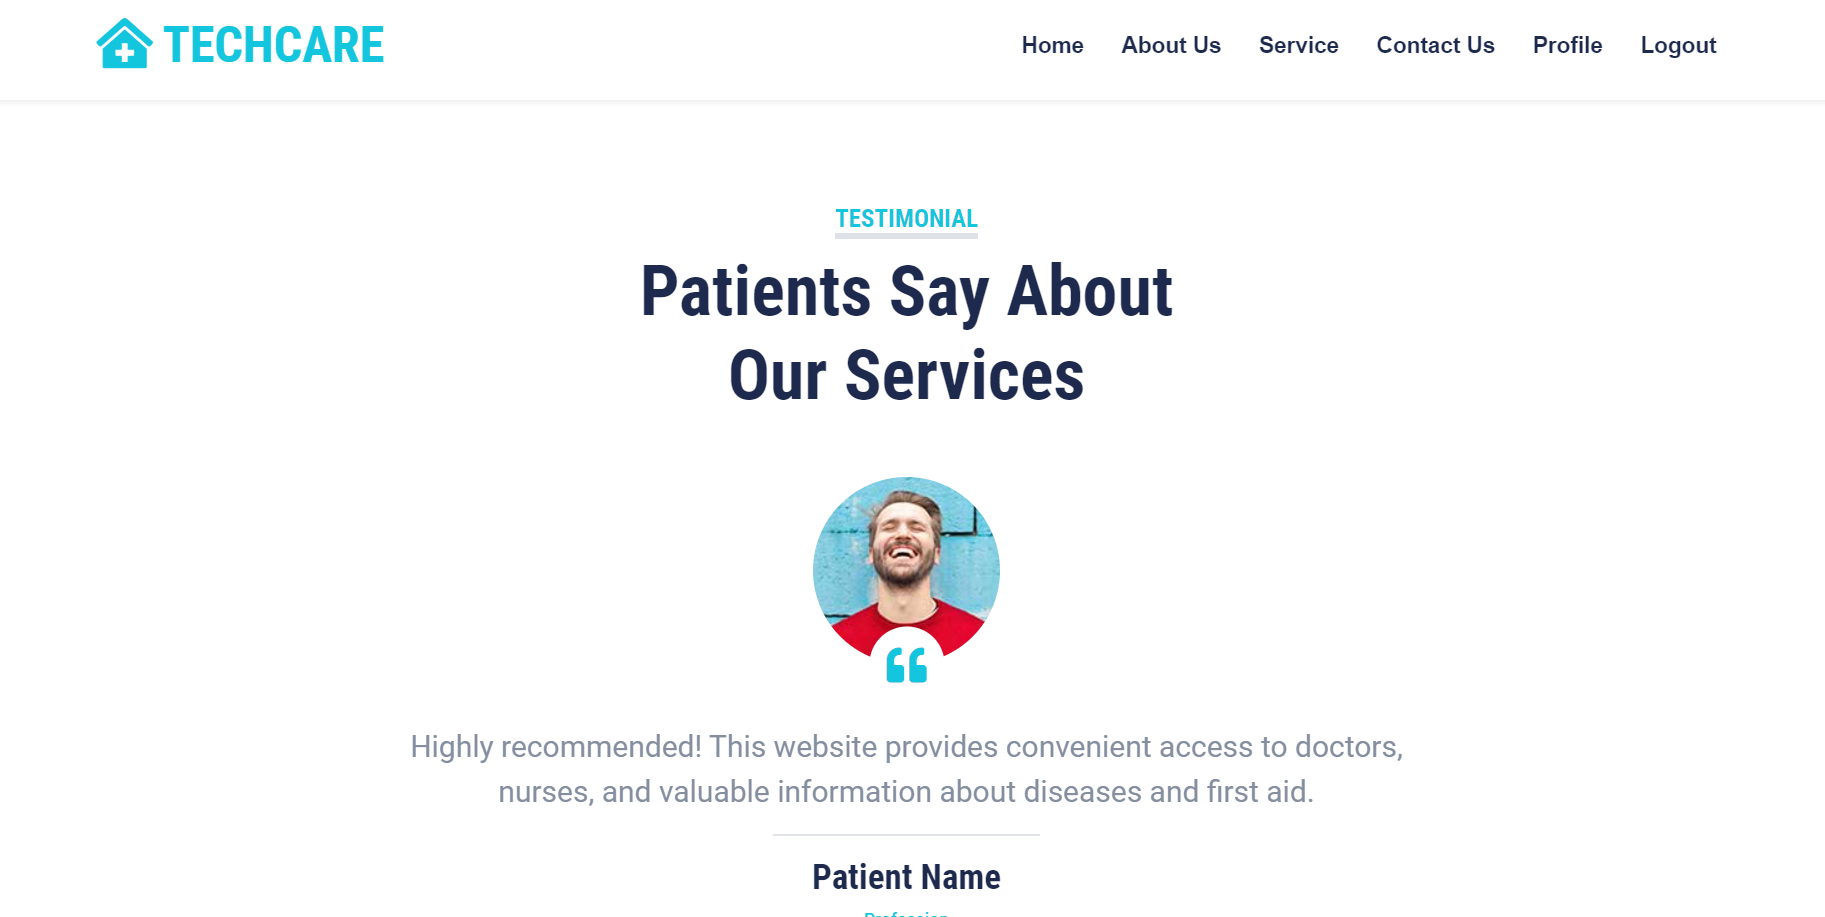 TECHCARE
Home About Us Service Contact Us Profile Logout
TESTIMONIAL
Patients Say About
Our Services
Highly recommended! This website provides convenient access to doctors,
nurses, and valuable information about diseases and first aid.
Patient Name
Profession